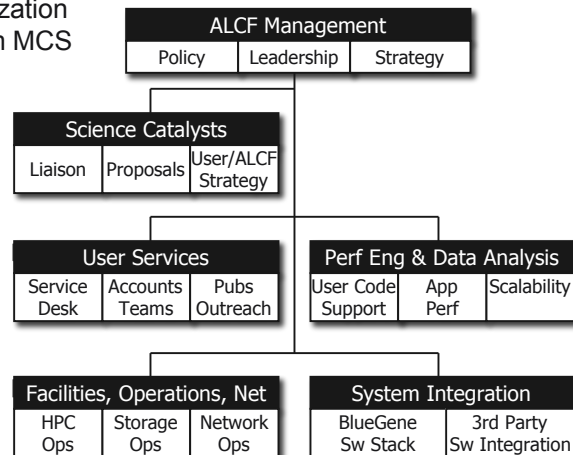 ization
n MCS
ALCF Management
Policy Leadership Strategy
Science Catalysts
Liaison Proposals User/ALCF Strategy
User Services
Service Desk Accounts Teams Pubs Outreach
Perf Eng & Data Analysis
User Code Support App Perf Scalability
Facilities, Operations, Net
HPC Ops Storage Ops Network Ops
System Integration
BlueGene Sw Stack 3rd Party Sw Integration